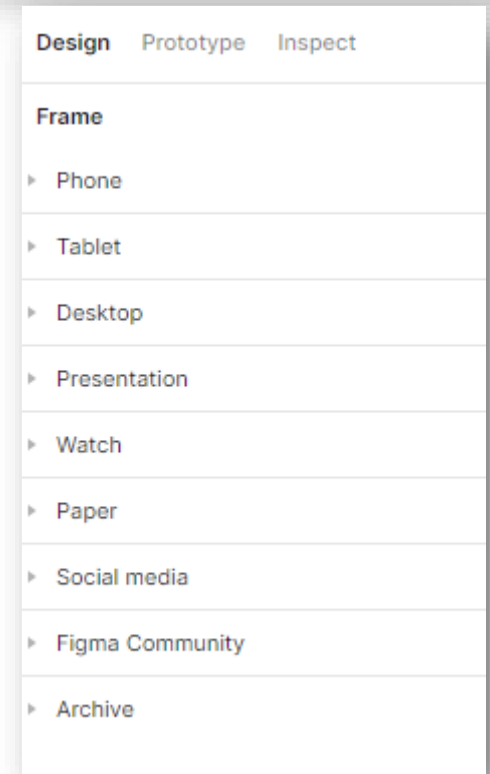 Design Prototype Inspect
Frame
Phone
Tablet
Desktop
Presentation
Watch
Paper
Social media
Figma Community
Archive